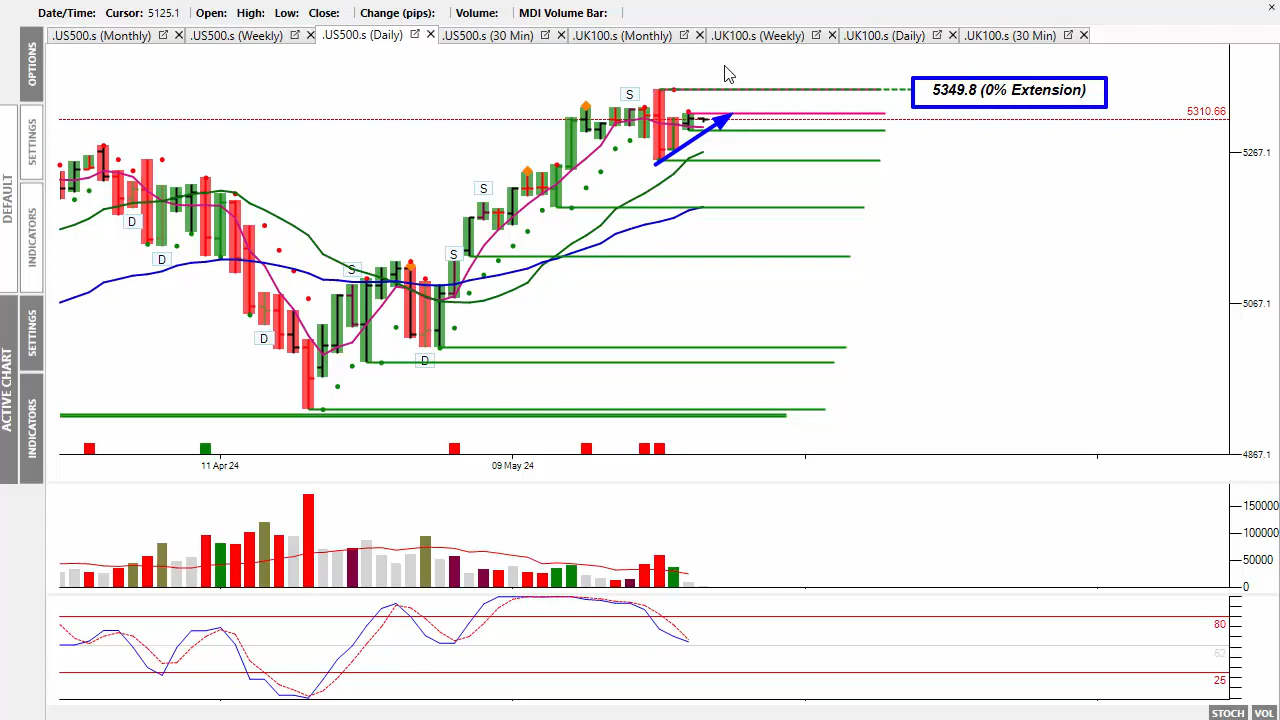 Date/Time: Cursor: 5125.1 Open: High: Low: Close: Change (pips): Volume: MDI Volume Bar:
.US500.s (Monthly) .US500.s (Weekly) .US500.s (Daily) .US500.s (30 Min) .UK100.s (Monthly) .UK100.s (Weekly) .UK100.s (Daily) .UK100.s (30 Min)
OPTIONS
SETTINGS
DEFAULT
INDICATORS
SETTINGS
ACTIVE CHART
INDICATORS
5349.8 (0% Extension)
S
5310.66
5267.1
S
D
D
S
S
5067.1
D
D
4867.1
11 Apr 24
09 May 24
150000
100000
50000
0
80
62
25
STOCH VOL